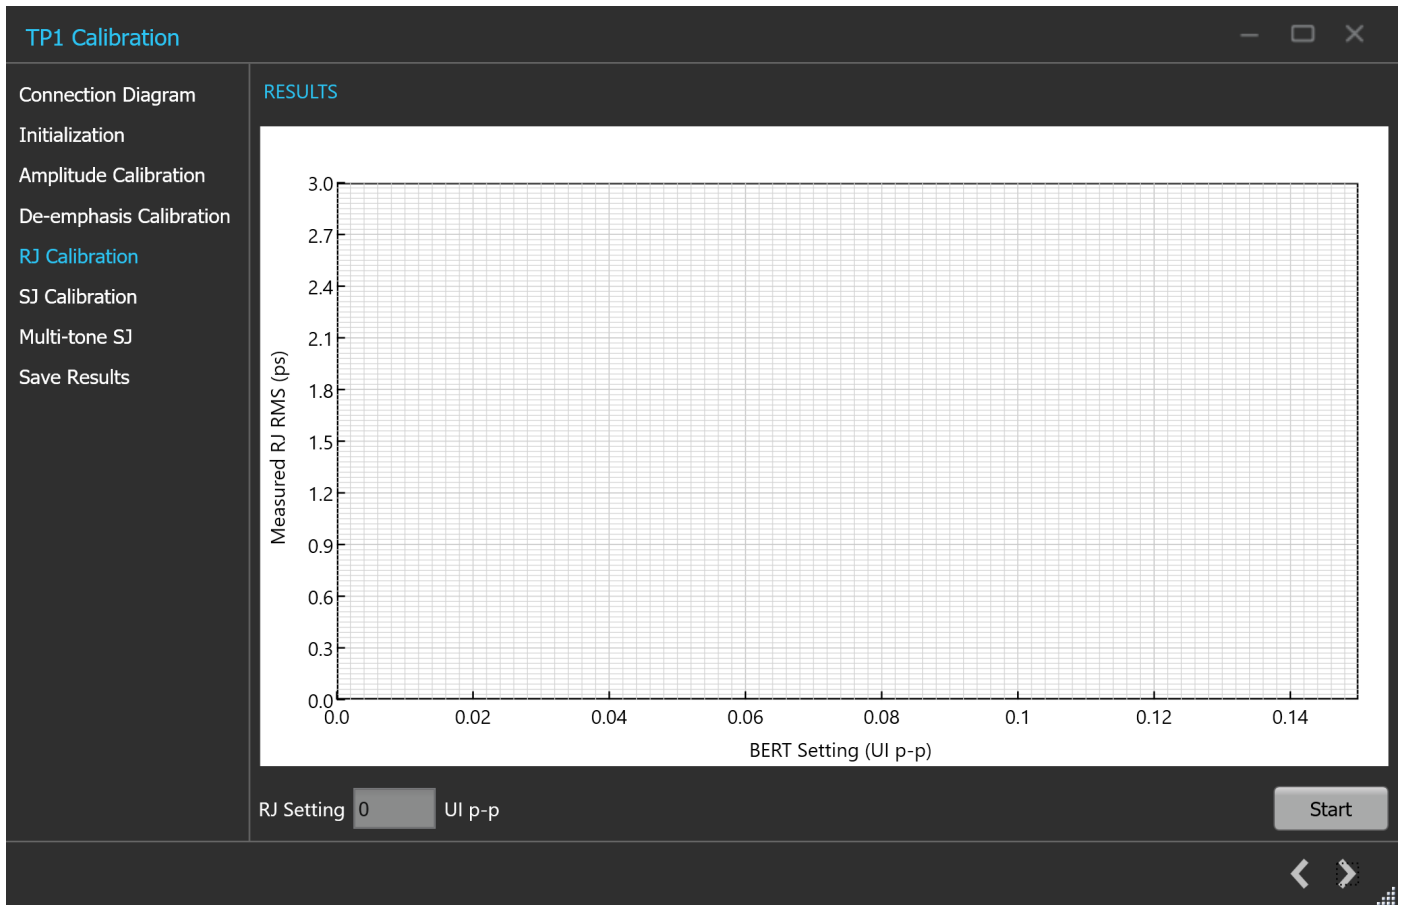 TP1 Calibration
Connection Diagram
Initialization
Amplitude Calibration
De-emphasis Calibration
RJ Calibration
SJ Calibration
Multi-tone SJ
Save Results
RESULTS
3.0
2.7
2.4
2.1
1.8
1.5
1.2
0.9
0.6
0.3
0.0
Measured RJ RMS (ps)
0.0 0.02 0.04 0.06 0.08 0.1 0.12 0.14
BERT Setting (UI p-p)
RJ Setting 0 UI p-p
Start